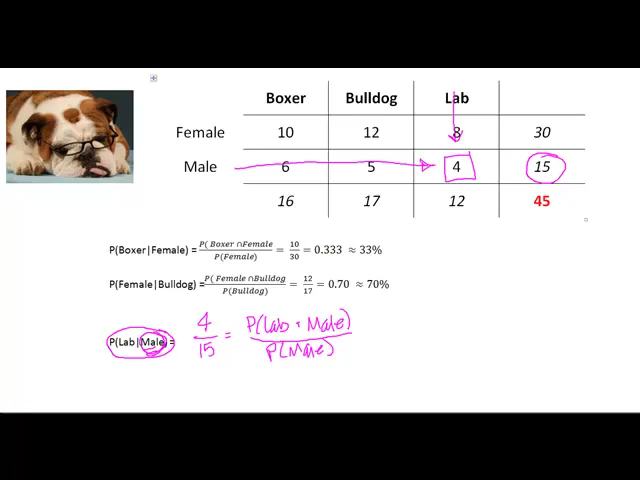 Boxer Bulldog Lab
Female 10 12 8 30
Male 6 5 4 15
16 17 12 45
P(Boxer|Female) = P( Boxer ∩Female / P(Female) = 10/30 = 0.333 ≈ 33%
P(Female|Bulldog) = P( Female ∩Bulldog / P(Bulldog) = 12/17 = 0.70 ≈ 70%
P(Lab|Male) = 4/15 = P(Lab + Male) / P(Male)